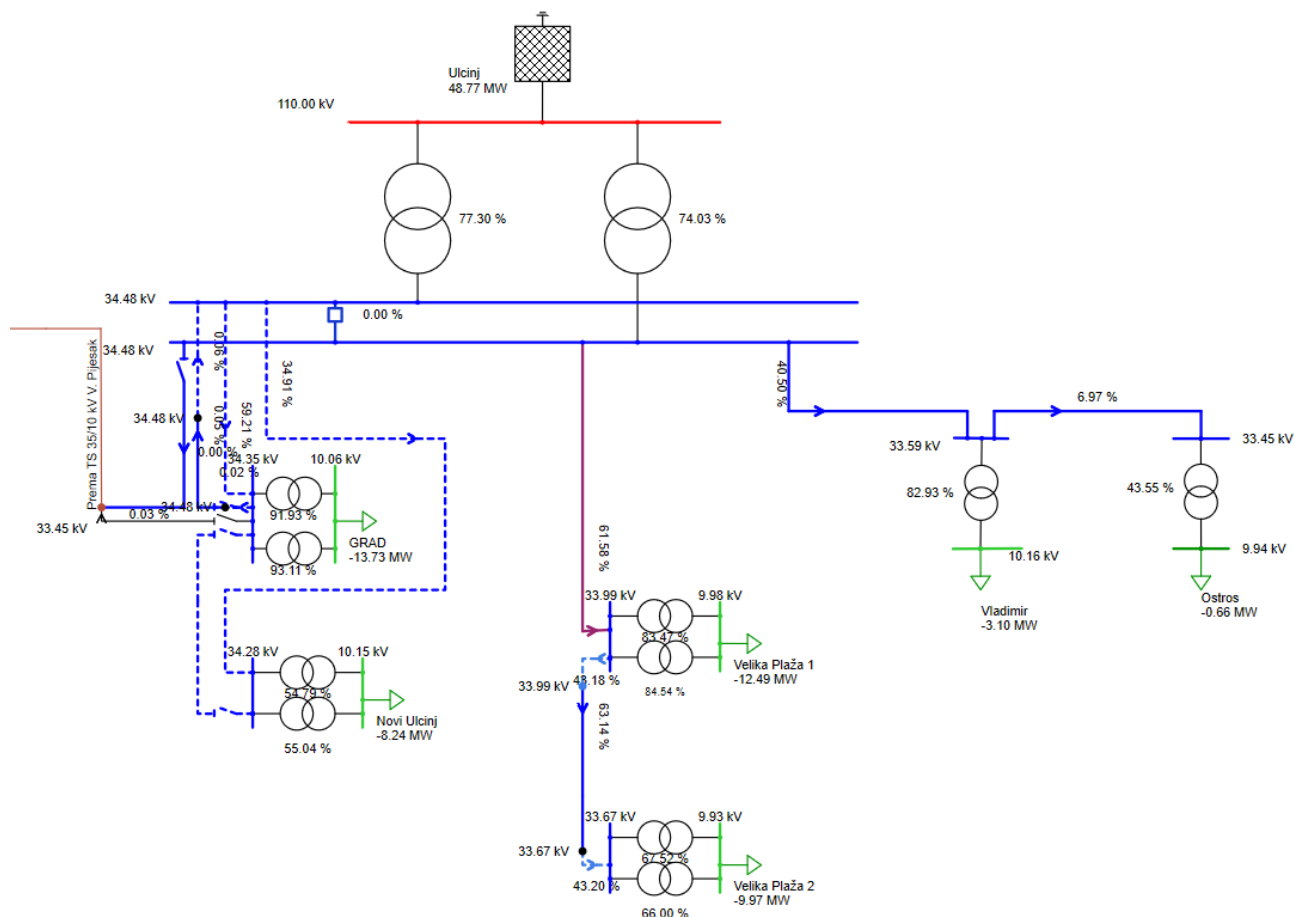 Ulcinj
48.77 MW
110.00 kV
77.30 %
74.03 %
34.48 kV
0.00 %
34.48 kV
Prema TS 35/10 kV V. Pijesak
0.06 %
34.91 %
40.50 %
6.97 %
34.48 kV
0.05 %
59.21 %
33.59 kV
33.45 kV
0.00 %
34.35 kV
10.06 kV
0.02 %
82.93 %
43.55 %
34.48 kV
91.93 %
0.03 %
33.45 kV
GRAD
-13.73 MW
93.11 %
61.58 %
10.16 kV
9.94 kV
Vladimir
-3.10 MW
Ostros
-0.66 MW
33.99 kV
9.98 kV
83.47 %
34.28 kV
10.15 kV
Velika Plaža 1
-12.49 MW
43.18 %
84.54 %
33.99 kV
54.79 %
63.14 %
Novi Ulcinj
-8.24 MW
55.04 %
33.67 kV
9.93 kV
33.67 kV
67.52 %
43.20 %
Velika Plaža 2
-9.97 MW
66.00 %